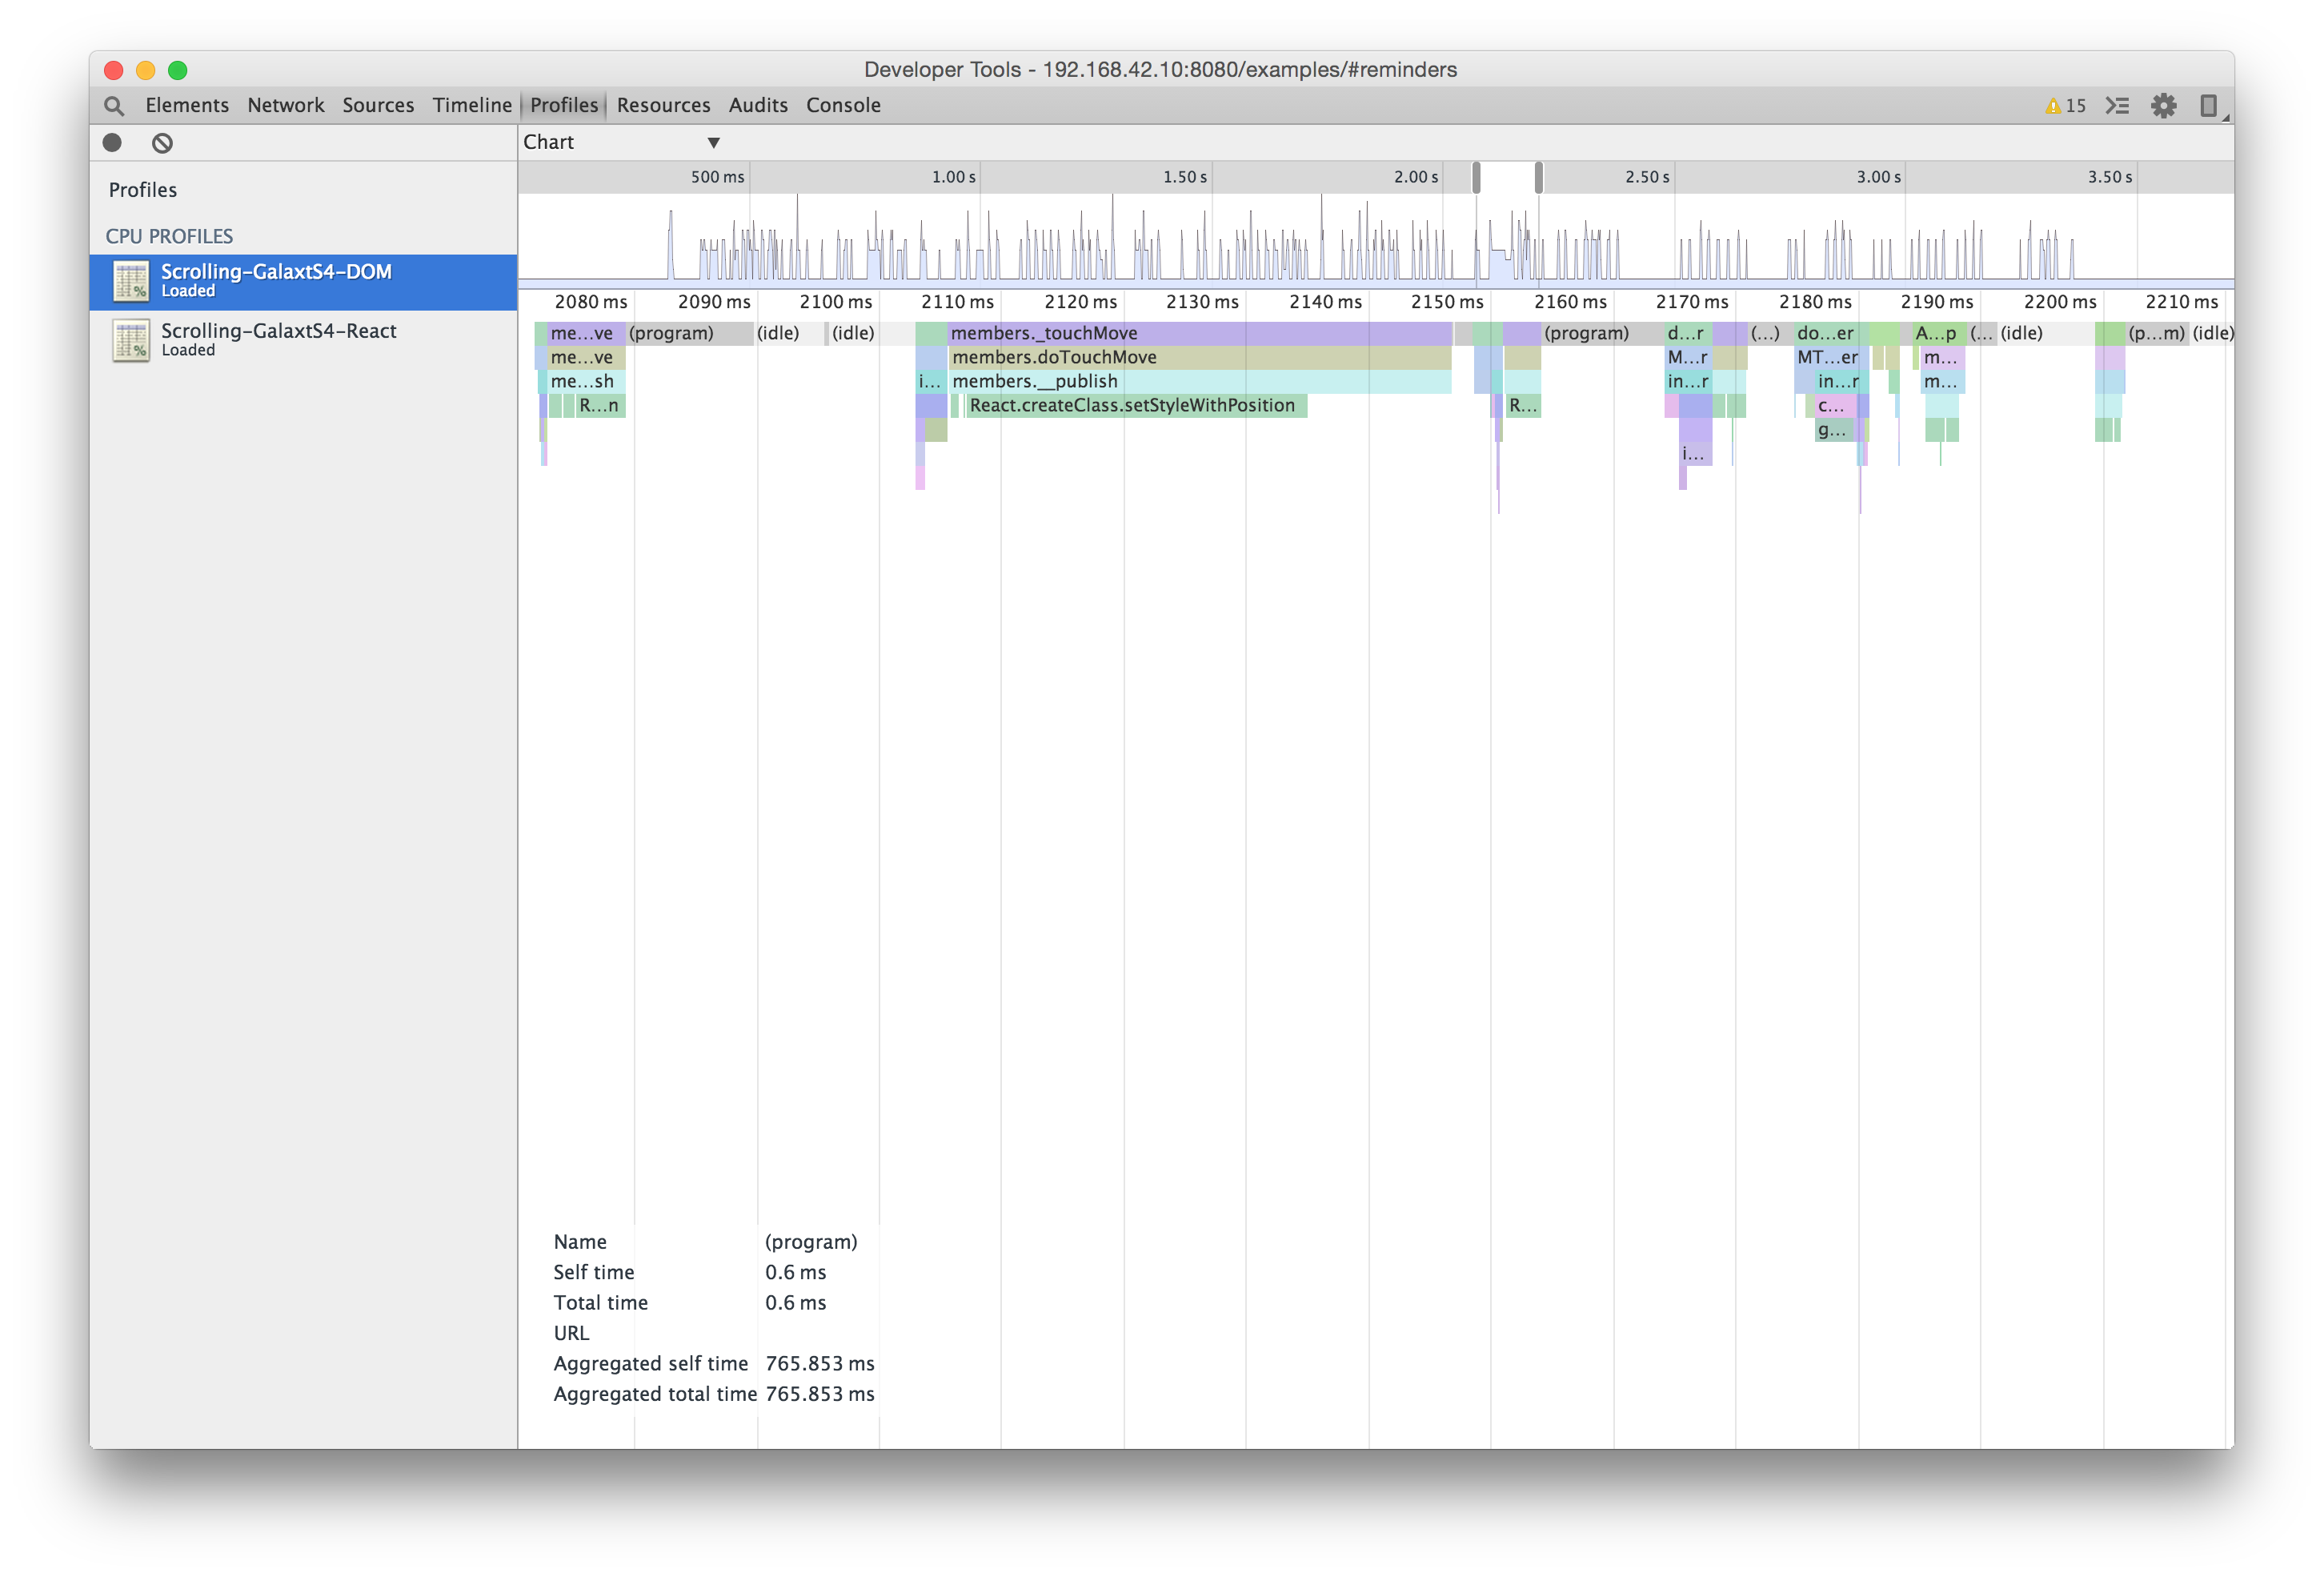 Developer Tools - 192.168.42.10:8080/examples/#reminders
Elements Network Sources Timeline Profiles Resources Audits Console 15
Chart
Profiles
CPU PROFILES
Scrolling-GalaxtS4-DOM
Loaded
Scrolling-GalaxtS4-React
Loaded
500 ms 1.00 s 1.50 s 2.00 s 2.50 s 3.00 s 3.50 s
2080 ms 2090 ms 2100 ms 2110 ms 2120 ms 2130 ms 2140 ms 2150 ms 2160 ms 2170 ms 2180 ms 2190 ms 2200 ms 2210 ms
me...ve (program) (idle) (idle) members._touchMove (program) d...r (...) do...er A...p (... (idle) (p...m) (idle)
me...ve members.doTouchMove M...r MT...er m...
me...sh i... members.__publish in...r in...r m...
R...n React.createClass.setStyleWithPosition R... c...
g...
i...
Name (program)
Self time 0.6 ms
Total time 0.6 ms
URL
Aggregated self time 765.853 ms
Aggregated total time 765.853 ms